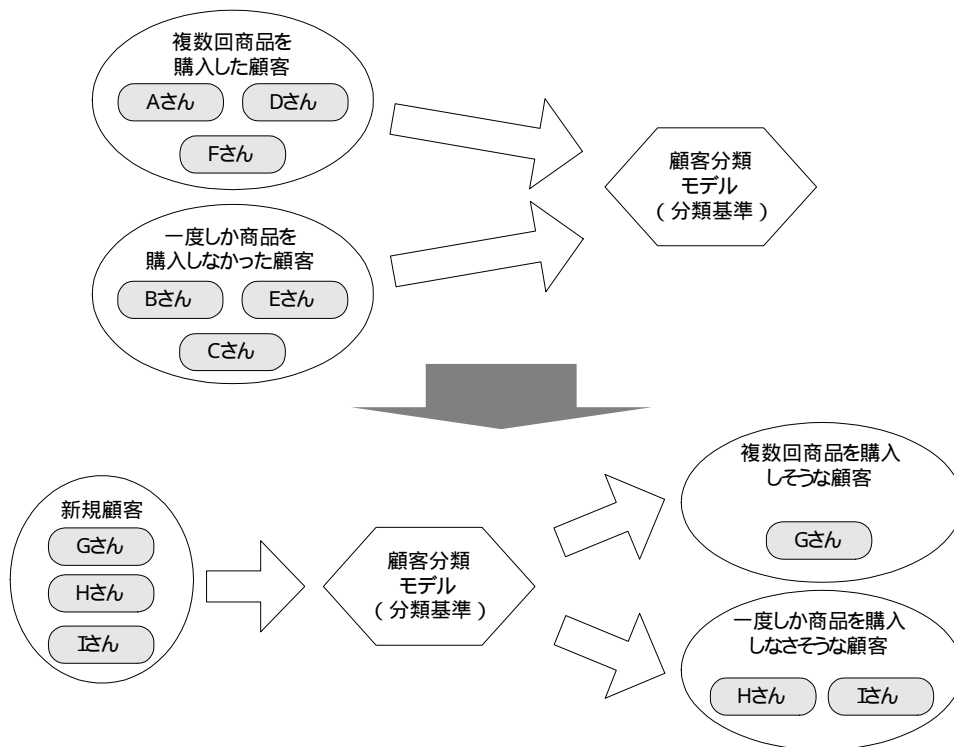 複数回商品を
購入した顧客
Aさん
Dさん
Fさん
顧客分類
モデル
(分類基準)
一度しか商品を
購入しなかった顧客
Bさん
Eさん
Cさん
新規顧客
Gさん
Hさん
Iさん
顧客分類
モデル
(分類基準)
複数回商品を購入
しそうな顧客
Gさん
一度しか商品を購入
しなさそうな顧客
Hさん
Iさん